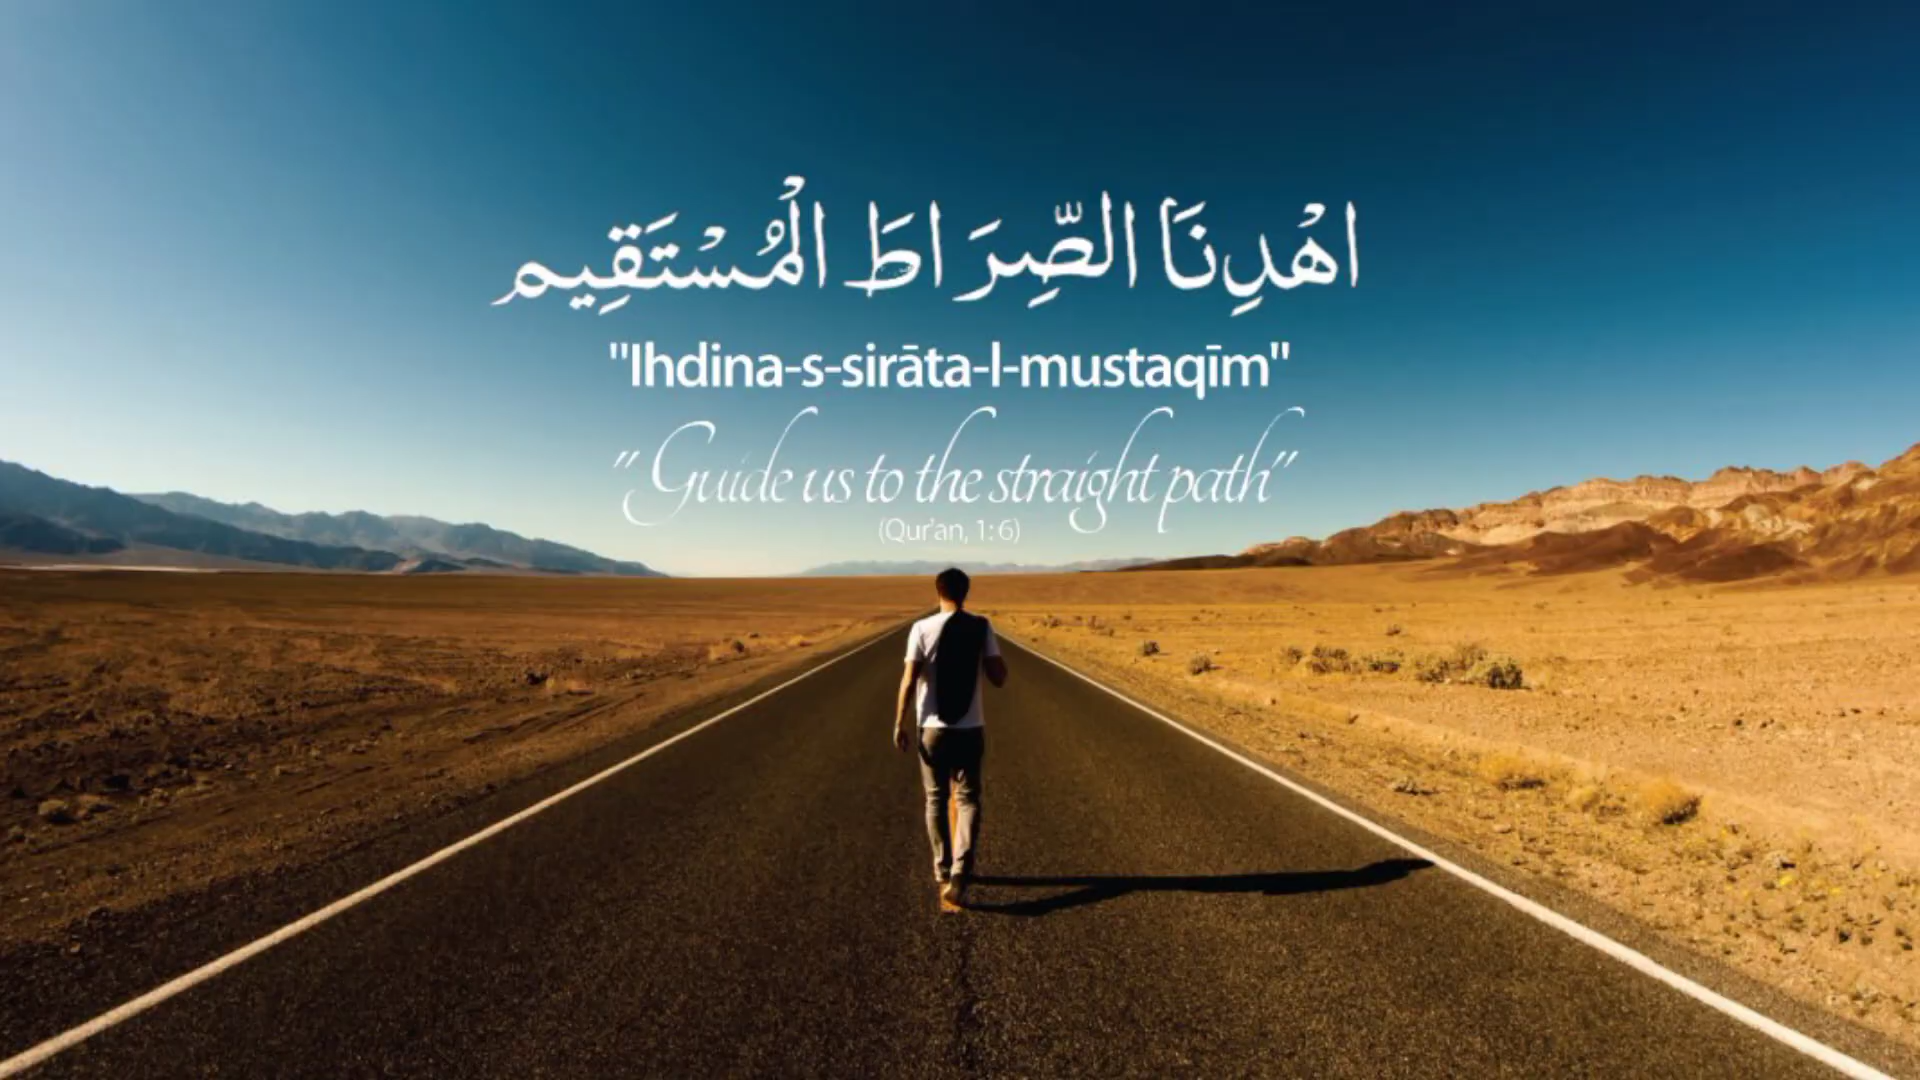 اهْدِنَا الصِّرَاطَ الْمُسْتَقِيم
"Ihdina-s-sirāta-l-mustaqīm"
"Guide us to the straight path"
(Qur'an, 1:6)